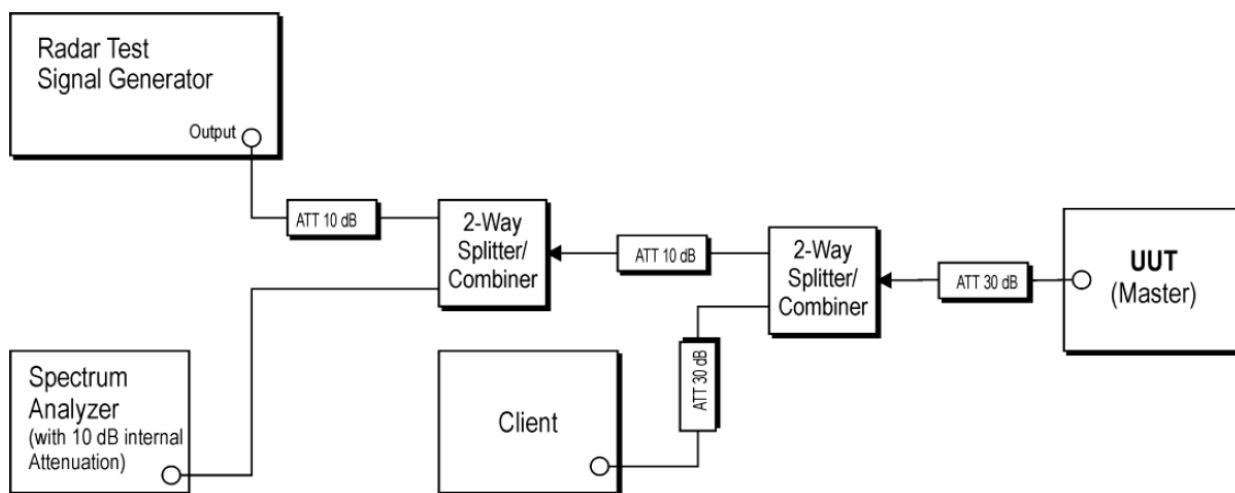 Radar Test
Signal Generator
Output
ATT 10 dB
2-Way
Splitter/
Combiner
ATT 10 dB
2-Way
Splitter/
Combiner
ATT 30 dB
UUT
(Master)
Spectrum
Analyzer
(with 10 dB internal
Attenuation)
Client
ATT 30 dB